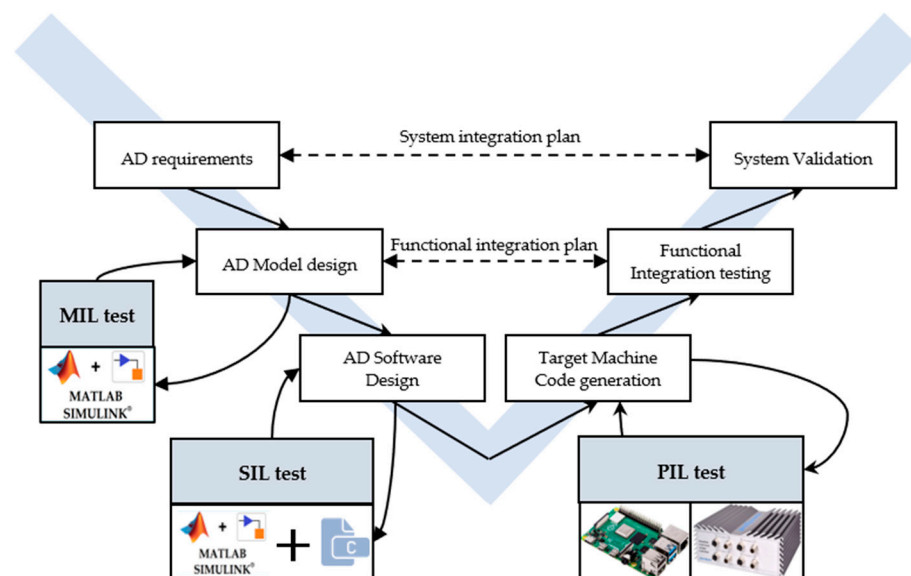 System integration plan
AD requirements
System Validation
Functional integration plan
AD Model design
Functional
Integration testing
MIL test
+
MATLAB
SIMULINK®
AD Software
Design
Target Machine
Code generation
SIL test
+
MATLAB
SIMULINK®
+
C
PIL test